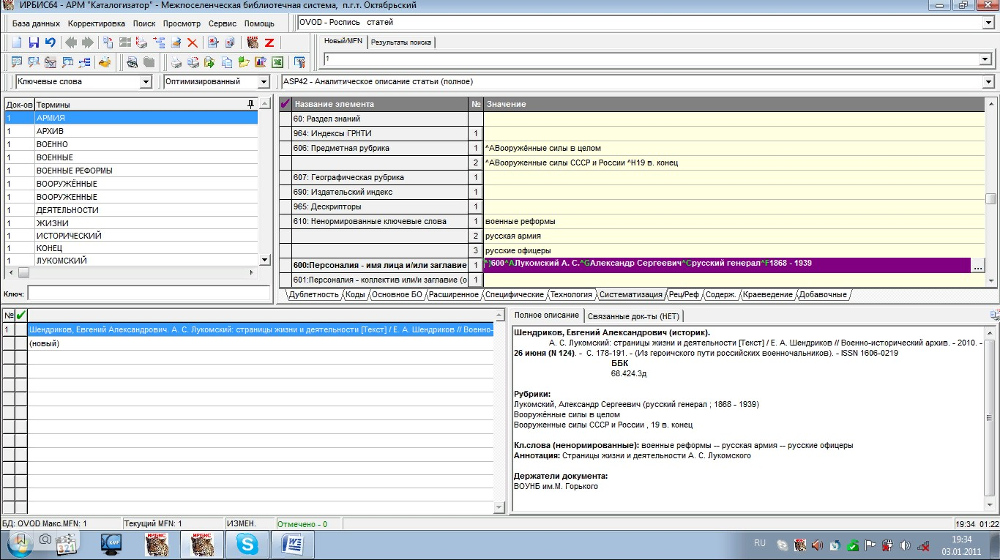 ИРБИС64 - АРМ "Каталогизатор" - Межпоселенческая библиотечная система, п.г.т. Октябрьский
База данных Корректировка Поиск Просмотр Сервис Помощь
OVOD - Роспись статей
Новый/MFN Результаты поиска
1
Ключевые слова Оптимизированный ASP42 - Аналитическое описание статьи (полное)
Док-ов Термины
1 АРМИЯ
1 АРХИВ
1 ВОЕННО
1 ВОЕННЫЕ
1 ВОЕННЫЕ РЕФОРМЫ
1 ВООРУЖЁННЫЕ
1 ВООРУЖЕННЫЕ
1 ДЕЯТЕЛЬНОСТИ
1 ЖИЗНИ
1 ИСТОРИЧЕСКИЙ
1 КОНЕЦ
1 ЛУКОМСКИЙ
Ключ:
Название элемента № Значение
60: Раздел знаний
964: Индексы ГРНТИ 1
606: Предметная рубрика 1 ^AВооружённые силы в целом
2 ^AВооруженные силы СССР и России ^H19 в. конец
607: Географическая рубрика 1
690: Издательский индекс 1
965: Дескрипторы 1
610: Ненормированные ключевые слова 1 военные реформы
2 русская армия
3 русские офицеры
600:Персоналия - имя лица и/или заглавие 1 ^)600^AЛукомский А. С.^GАлександр Сергеевич^Cрусский генерал^F1868 - 1939 ...
601:Персоналия - коллектив или/и заглавие (о 1
Дублетность Коды Основное БО Расширенное Специфические Технология Систематизация Рец/Реф Содерж. Краеведение Добавочные
№
1 Шендриков, Евгений Александрович. А. С. Лукомский: страницы жизни и деятельности [Текст] / Е. А. Шендриков // Военно-
(новый)
Полное описание Связанные док-ты (НЕТ)
Шендриков, Евгений Александрович (историк).
А. С. Лукомский: страницы жизни и деятельности [Текст] / Е. А. Шендриков // Военно-исторический архив. - 2010. -
26 июня (N 124). - С. 178-191. - (Из героичского пути российских военночальников). - ISSN 1606-0219
ББК
68.424.3д
Рубрики:
Лукомский, Александр Сергеевич (русский генерал ; 1868 - 1939)
Вооружённые силы в целом
Вооруженные силы СССР и России , 19 в. конец
Кл.слова (ненормированные): военные реформы -- русская армия -- русские офицеры
Аннотация: Страницы жизни и деятельности А. С. Лукомского
Держатели документа:
ВОУНБ им.М. Горького
БД: OVOD Макс.MFN: 1 Текущий MFN: 1 ИЗМЕН. Отмечено - 0 19:34 01:22
321 KMP ИРБИС ИРБИС S W RU 19:34
03.01.2011